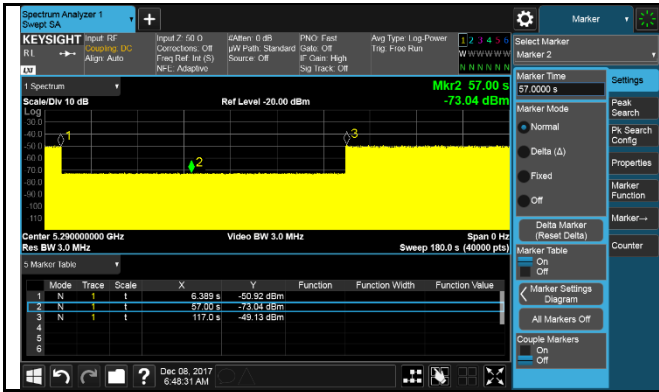 Spectrum Analyzer 1
Swept SA
Marker
KEYSIGHT Input: RF Input Z: 50 Ω #Atten: 0 dB PNO: Fast Avg Type: Log-Power 1 2 3 4 5 6
RL Coupling: DC Corrections: Off µW Path: Standard Gate: Off Trig: Free Run W W W W W W
Align: Auto Freq Ref: Int (S) Source: Off IF Gain: High N N N N N N
LXI NFE: Adaptive Sig Track: Off
Select Marker
Marker 2
1 Spectrum
Mkr2 57.00 s
Scale/Div 10 dB Ref Level -20.00 dBm -73.04 dBm
Log
-30.0
-40.0
-50.0
-60.0
-70.0
-80.0
-90.0
-100
-110
1
2
3
Center 5.290000000 GHz Video BW 3.0 MHz Span 0 Hz
Res BW 3.0 MHz Sweep 180.0 s (40000 pts)
5 Marker Table
Mode Trace Scale X Y Function Function Width Function Value
1 N 1 t 6.389 s -50.92 dBm
2 N 1 t 57.00 s -73.04 dBm
3 N 1 t 117.0 s -49.13 dBm
4
5
6
Marker Time
57.0000 s
Marker Mode
Normal
Delta (Δ)
Fixed
Off
Delta Marker
(Reset Delta)
Marker Table
On
Off
Marker Settings
Diagram
All Markers Off
Couple Markers
On
Off
Settings
Peak
Search
Pk Search
Config
Properties
Marker
Function
Marker→
Counter
? Dec 08, 2017
6:48:31 AM